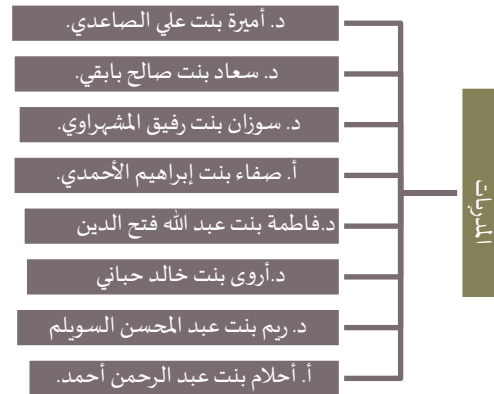 المدربات
د. أميرة بنت علي الصاعدي.
د. سعاد بنت صالح بابقي.
د. سوزان بنت رفيق المشهراوي.
أ. صفاء بنت إبراهيم الأحمدي.
د.فاطمة بنت عبد الله فتح الدين
د.أروى بنت خالد حباني
د. ريم بنت عبد المحسن السويلم
أ. أحلام بنت عبد الرحمن أحمد.